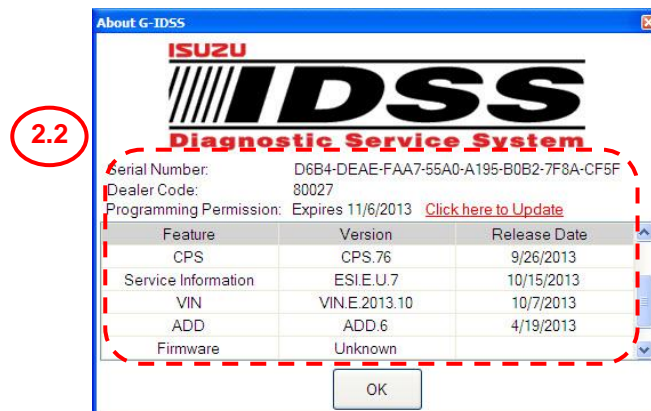 About G-IDSS
ISUZU
IDSS
Diagnostic Service System
2.2
Serial Number: D6B4-DEAE-FAA7-55A0-A195-B0B2-7F8A-CF5F
Dealer Code: 80027
Programming Permission: Expires 11/6/2013 Click here to Update
Feature Version Release Date
CPS CPS.76 9/26/2013
Service Information ESI.E.U.7 10/15/2013
VIN VIN.E.2013.10 10/7/2013
ADD ADD.6 4/19/2013
Firmware Unknown
OK